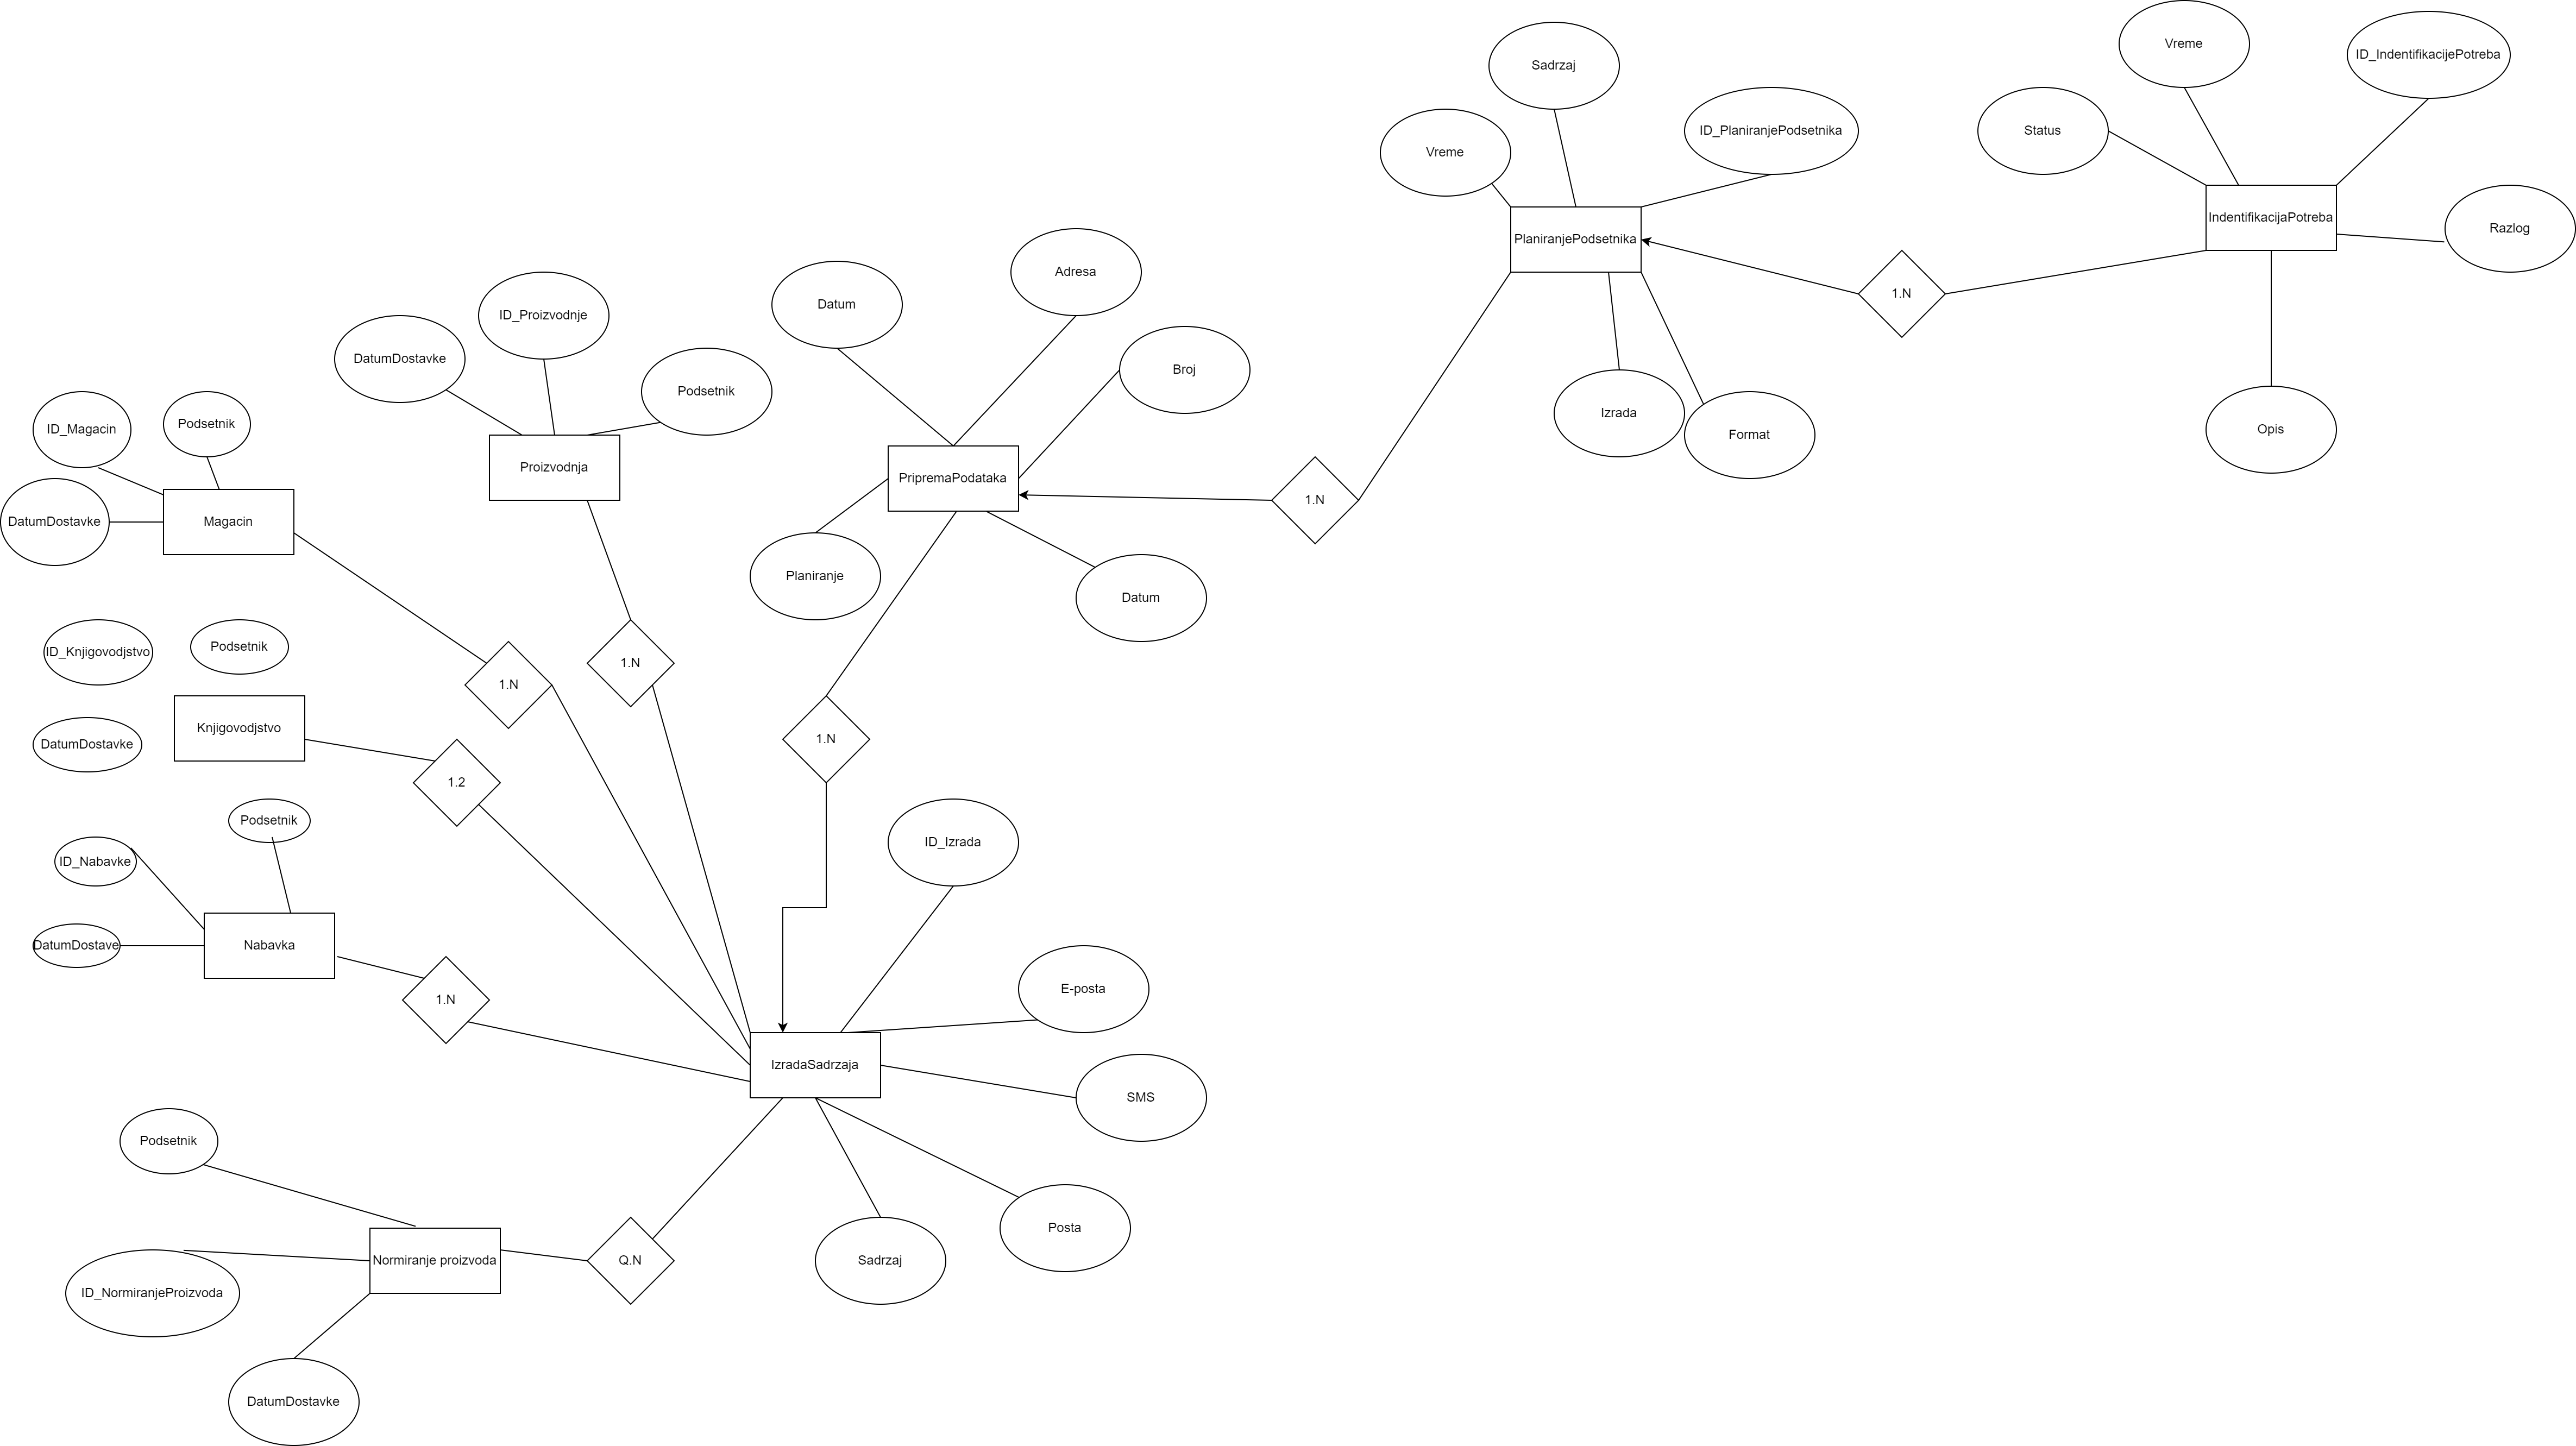 Vreme
ID_IndentifikacijePotreba
Sadrzaj
Status
ID_PlaniranjePodsetnika
Vreme
IndentifikacijaPotreba
Razlog
PlaniranjePodsetnika
Adresa
1.N
Datum
ID_Proizvodnje
DatumDostavke
Broj
Podsetnik
Izrada
Podsetnik
ID_Magacin
Opis
Format
Proizvodnja
PripremaPodataka
1.N
DatumDostavke
Magacin
Planiranje
Datum
Podsetnik
ID_Knjigovodjstvo
1.N
1.N
Knjigovodjstvo
1.N
DatumDostavke
1.2
Podsetnik
ID_Izrada
ID_Nabavke
DatumDostave
Nabavka
E-posta
1.N
IzradaSadrzaja
SMS
Podsetnik
Posta
Normiranje proizvoda
Q.N
Sadrzaj
ID_NormiranjeProizvoda
DatumDostavke